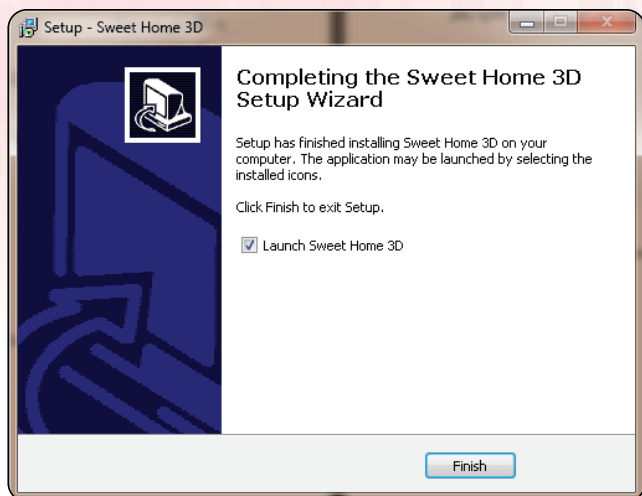 Setup - Sweet Home 3D
Completing the Sweet Home 3D
Setup Wizard
Setup has finished installing Sweet Home 3D on your
computer. The application may be launched by selecting the
installed icons.
Click Finish to exit Setup.
Launch Sweet Home 3D
Finish